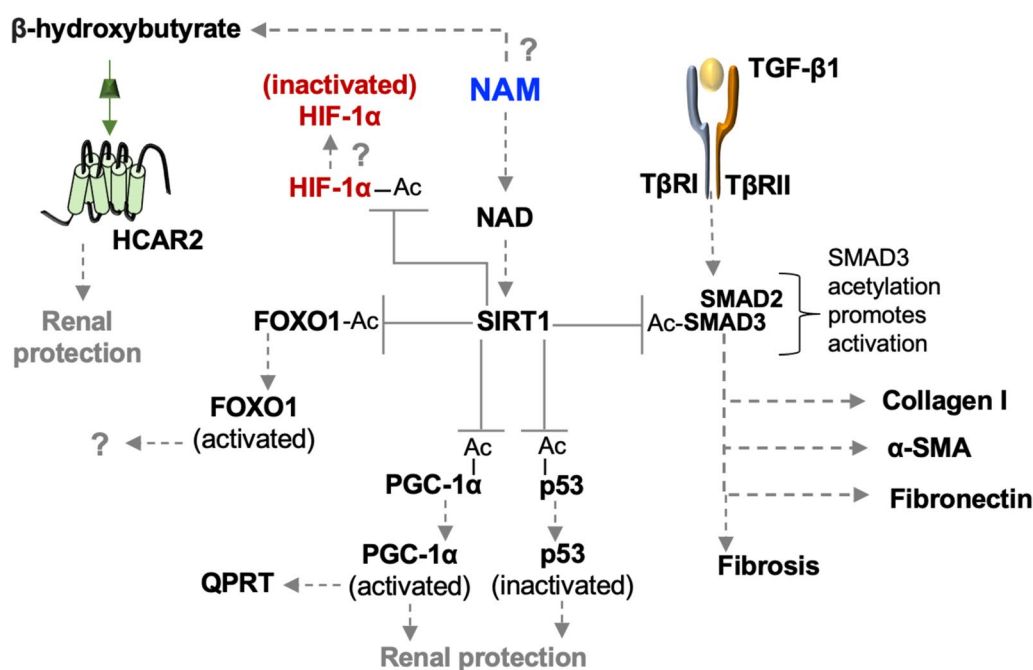 β-hydroxybutyrate
?
NAM
(inactivated)
HIF-1α
?
HIF-1α–Ac
NAD
HCAR2
Renal
protection
TGF-β1
TβRI
TβRII
SMAD2
Ac-SMAD3
SMAD3
acetylation
promotes
activation
FOXO1-Ac
SIRT1
FOXO1
(activated)
?
Ac
PGC-1α
Ac
p53
PGC-1α
(activated)
QPRT
p53
(inactivated)
Renal protection
Collagen I
α-SMA
Fibronectin
Fibrosis